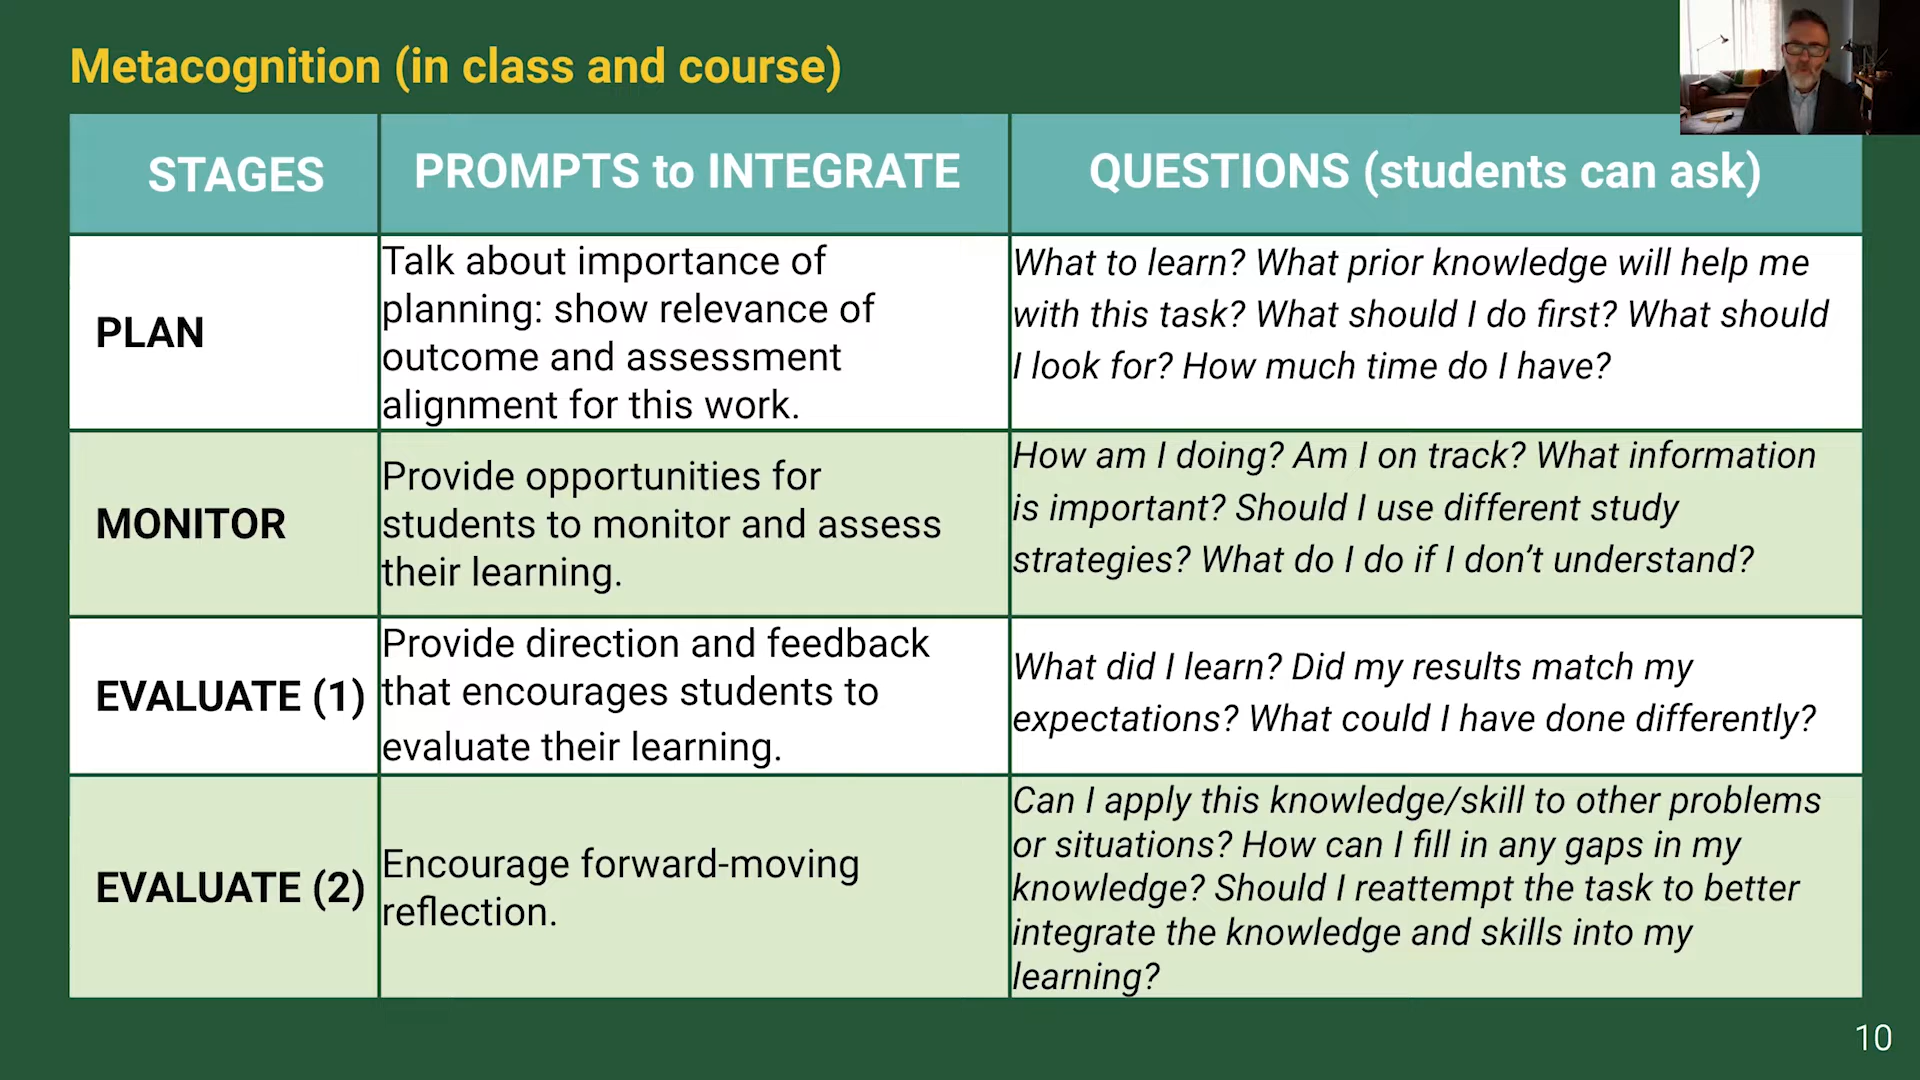 Metacognition (in class and course)
STAGES
PROMPTS to INTEGRATE
QUESTIONS (students can ask)
PLAN
Talk about importance of
planning: show relevance of
outcome and assessment
alignment for this work.
What to learn? What prior knowledge will help me
with this task? What should I do first? What should
I look for? How much time do I have?
MONITOR
Provide opportunities for
students to monitor and assess
their learning.
How am I doing? Am I on track? What information
is important? Should I use different study
strategies? What do I do if I don’t understand?
EVALUATE (1)
Provide direction and feedback
that encourages students to
evaluate their learning.
What did I learn? Did my results match my
expectations? What could I have done differently?
EVALUATE (2)
Encourage forward-moving
reflection.
Can I apply this knowledge/skill to other problems
or situations? How can I fill in any gaps in my
knowledge? Should I reattempt the task to better
integrate the knowledge and skills into my
learning?
10